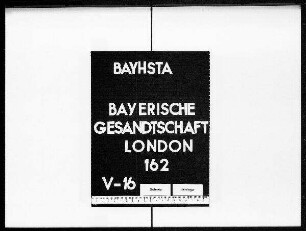 BAYHSTA
BAYERISCHE
GESANDTSCHAFT
LONDON
162
V-16